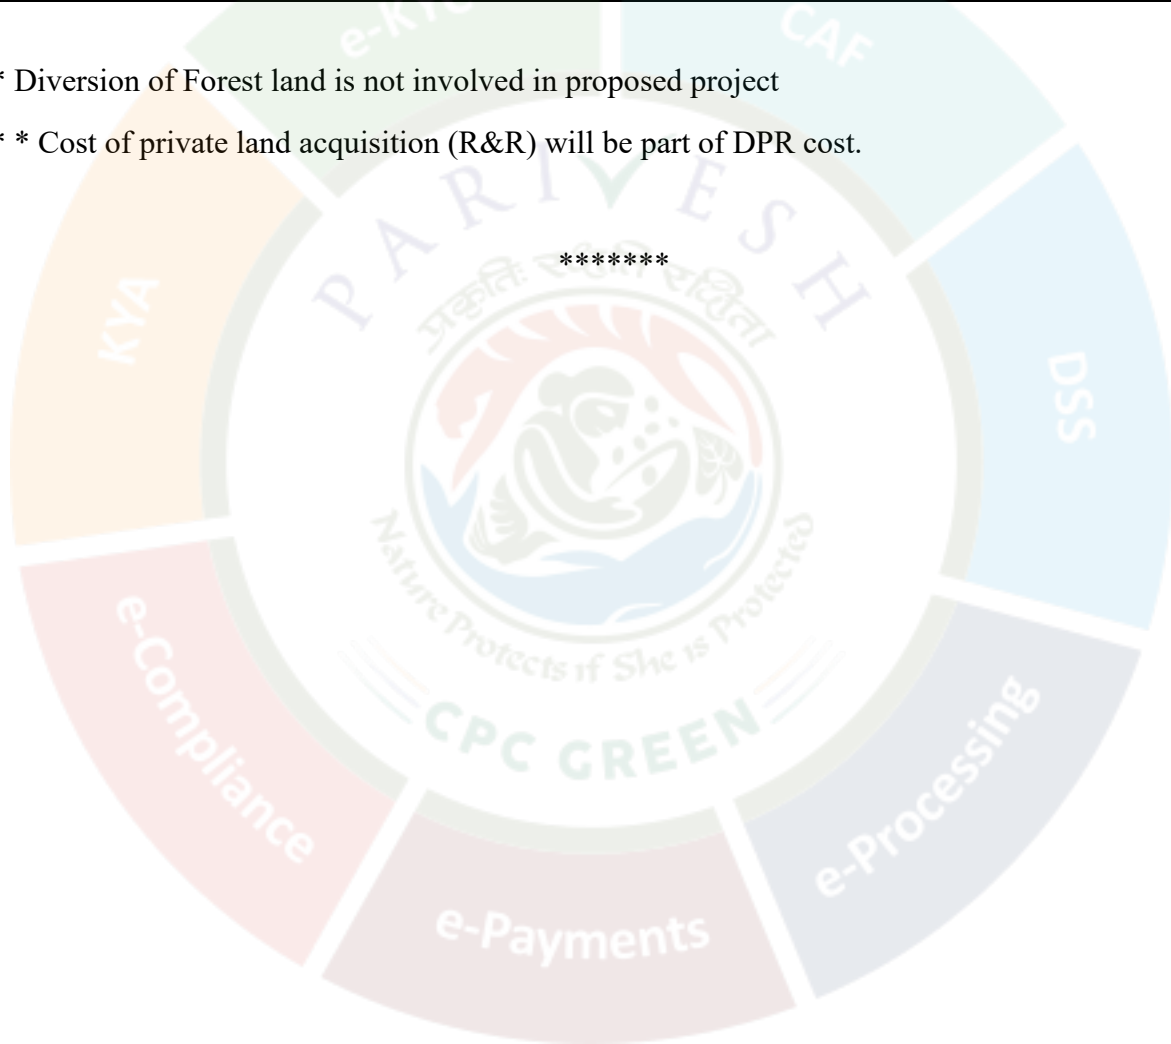 e-KYC
CAF
* Diversion of Forest land is not involved in proposed project
* * Cost of private land acquisition (R&R) will be part of DPR cost.
PARIVESH
*******
प्रकृतिः रक्षति रक्षिता
KYA
DSS
Nature Protects if She is Protected
CPC GREEN
e-Compliance
e-Processing
e-Payments